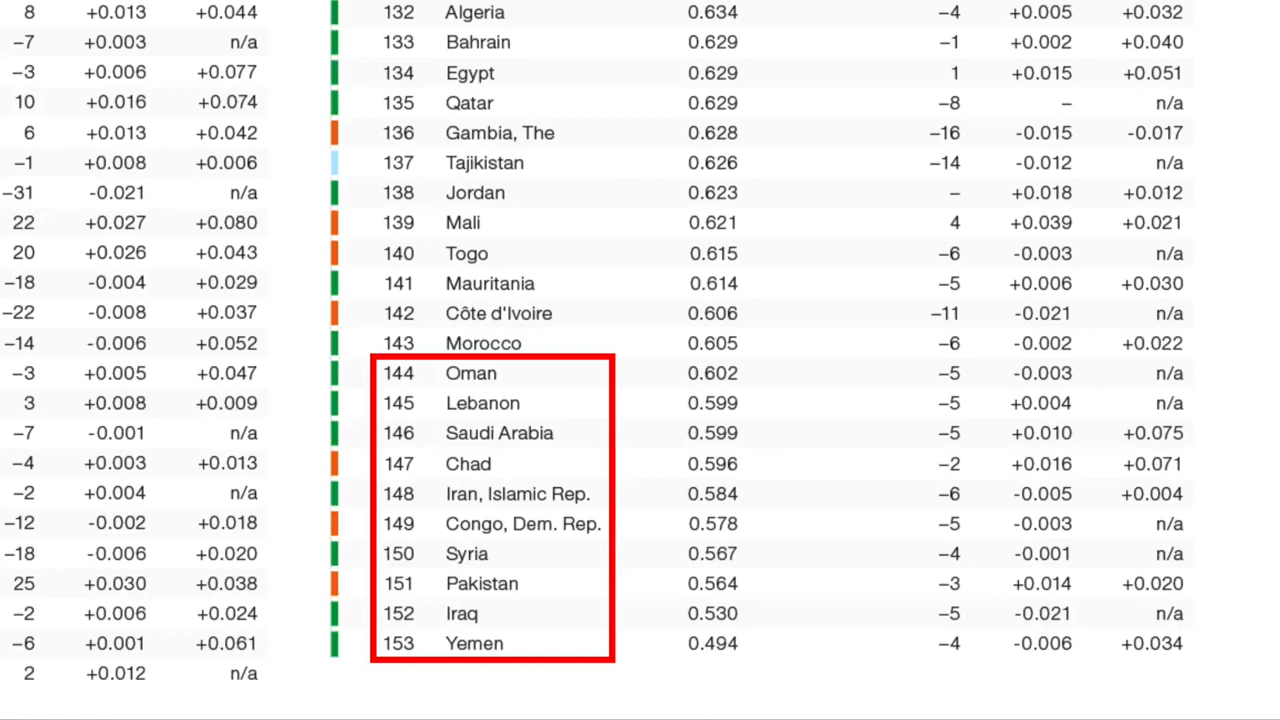 8 +0.013 +0.044 132 Algeria 0.634 −4 +0.005 +0.032
−7 +0.003 n/a 133 Bahrain 0.629 −1 +0.002 +0.040
−3 +0.006 +0.077 134 Egypt 0.629 1 +0.015 +0.051
10 +0.016 +0.074 135 Qatar 0.629 −8 – n/a
6 +0.013 +0.042 136 Gambia, The 0.628 −16 -0.015 -0.017
−1 +0.008 +0.006 137 Tajikistan 0.626 −14 -0.012 n/a
−31 -0.021 n/a 138 Jordan 0.623 – +0.018 +0.012
22 +0.027 +0.080 139 Mali 0.621 4 +0.039 +0.021
20 +0.026 +0.043 140 Togo 0.615 −6 -0.003 n/a
−18 -0.004 +0.029 141 Mauritania 0.614 −5 +0.006 +0.030
−22 -0.008 +0.037 142 Côte d'Ivoire 0.606 −11 -0.021 n/a
−14 -0.006 +0.052 143 Morocco 0.605 −6 -0.002 +0.022
−3 +0.005 +0.047 144 Oman 0.602 −5 -0.003 n/a
3 +0.008 +0.009 145 Lebanon 0.599 −5 +0.004 n/a
−7 -0.001 n/a 146 Saudi Arabia 0.599 −5 +0.010 +0.075
−4 +0.003 +0.013 147 Chad 0.596 −2 +0.016 +0.071
−2 +0.004 n/a 148 Iran, Islamic Rep. 0.584 −6 -0.005 +0.004
−12 -0.002 +0.018 149 Congo, Dem. Rep. 0.578 −5 -0.003 n/a
−18 -0.006 +0.020 150 Syria 0.567 −4 -0.001 n/a
25 +0.030 +0.038 151 Pakistan 0.564 −3 +0.014 +0.020
−2 +0.006 +0.024 152 Iraq 0.530 −5 -0.021 n/a
−6 +0.001 +0.061 153 Yemen 0.494 −4 -0.006 +0.034
2 +0.012 n/a